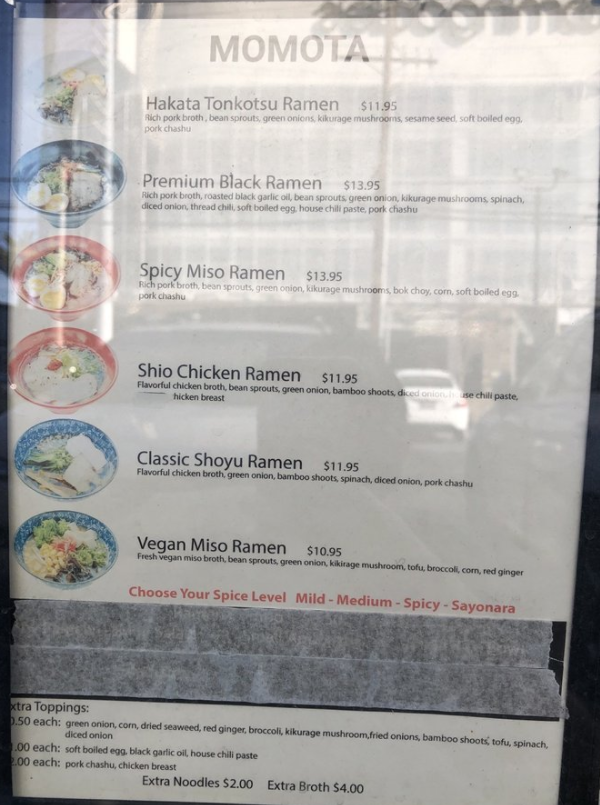 MOMOTA
Hakata Tonkotsu Ramen $11.95
Rich pork broth, bean sprouts, green onions, kikurage mushrooms, sesame seed, soft boiled egg,
pork chashu
Premium Black Ramen $13.95
Rich pork broth, roasted black garlic oil, bean sprouts, green onion, kikurage mushrooms, spinach,
diced onion, thread chili, soft boiled egg, house chili paste, pork chashu
Spicy Miso Ramen $13.95
Rich pork broth, bean sprouts, green onion, kikurage mushrooms, bok choy, corn, soft boiled egg,
pork chashu
Shio Chicken Ramen $11.95
Flavorful chicken broth, bean sprouts, green onion, bamboo shoots, diced onion, use chili paste,
hicken breast
Classic Shoyu Ramen $11.95
Flavorful chicken broth, green onion, bamboo shoots, spinach, diced onion, pork chashu
Vegan Miso Ramen $10.95
Fresh vegan miso broth, bean sprouts, green onion, kikirage mushroom, tofu, broccoli, corn, red ginger
Choose Your Spice Level Mild - Medium - Spicy - Sayonara
xtra Toppings:
0.50 each: green onion, corn, dried seaweed, red ginger, broccoli, kikurage mushroom,fried onions, bamboo shoots, tofu, spinach,
diced onion
.00 each: soft boiled egg, black garlic oil, house chili paste
.00 each: pork chashu, chicken breast
Extra Noodles $2.00 Extra Broth $4.00